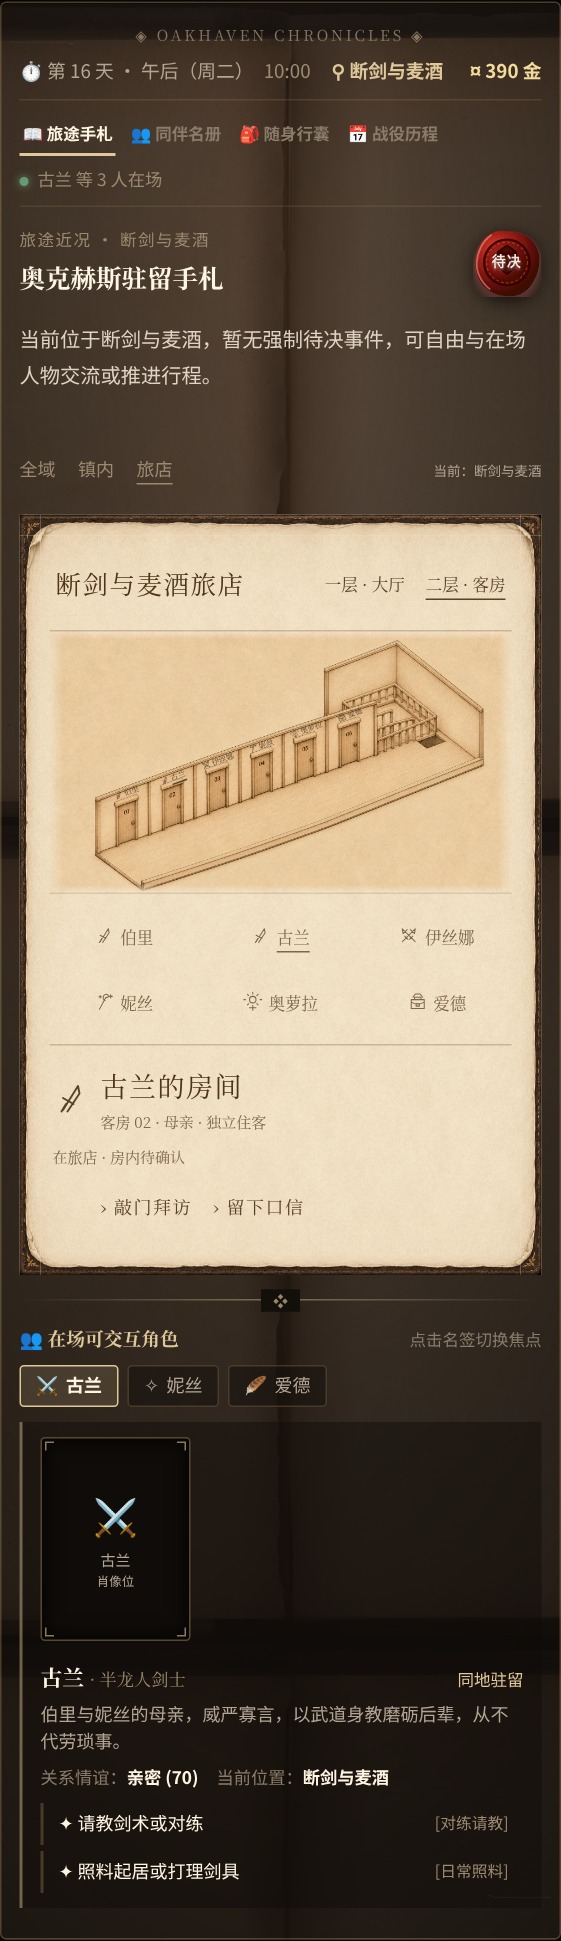 ◈ OAKHAVEN CHRONICLES ◈
第 16 天 · 午后（周二） 10:00 断剑与麦酒 ¤ 390 金
旅途手札 同伴名册 随身行囊 战役历程
古兰 等 3 人在场
旅途近况 · 断剑与麦酒
奥克赫斯驻留手札
待决
当前位于断剑与麦酒，暂无强制待决事件，可自由与在场
人物交流或推进行程。
全域 镇内 旅店 当前：断剑与麦酒
断剑与麦酒旅店 一层 · 大厅 二层 · 客房
01 02 03 04 05
伯里 古兰 伊丝娜
妮丝 奥萝拉 爱德
古兰的房间
客房 02 · 母亲 · 独立住客
在旅店 · 房内待确认
› 敲门拜访 › 留下口信
在场可交互角色 点击名签切换焦点
古兰 妮丝 爱德
古兰
肖像位
古兰 · 半龙人剑士 同地驻留
伯里与妮丝的母亲，威严寡言，以武道身教磨砺后辈，从不
代劳琐事。
关系情谊：亲密 (70) 当前位置：断剑与麦酒
✦ 请教剑术或对练 [对练请教]
✦ 照料起居或打理剑具 [日常照料]